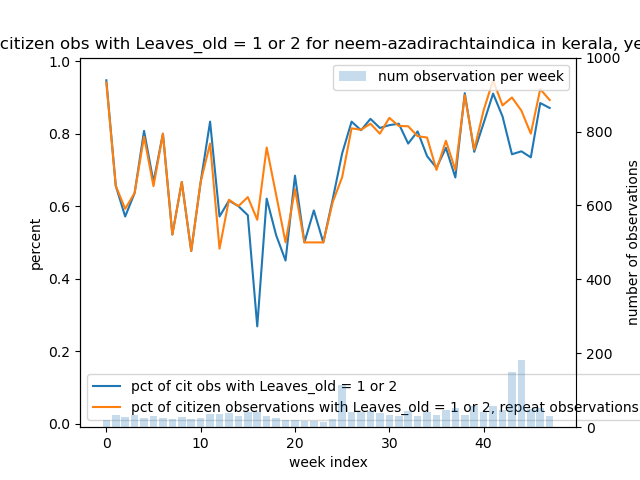 citizen obs with Leaves_old = 1 or 2 for neem-azadirachtaindica in kerala, ye
num observation per week
1.0
0.8
0.6
0.4
0.2
0.0
percent
1000
800
600
400
200
0
number of observations
pct of cit obs with Leaves_old = 1 or 2
pct of citizen observations with Leaves_old = 1 or 2, repeat observations
0 10 20 30 40
week index